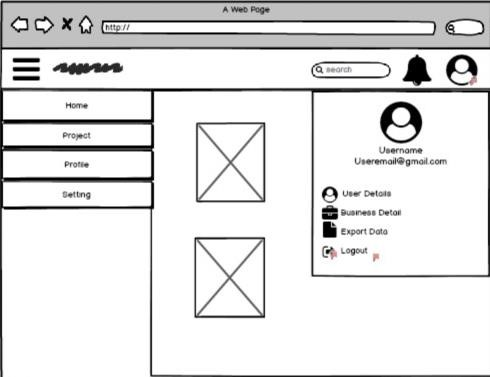 A Web Page
http://
search
Home
Project
Profile
Setting
Username
Useremail@gmail.com
User Details
Business Detail
Export Data
Logout